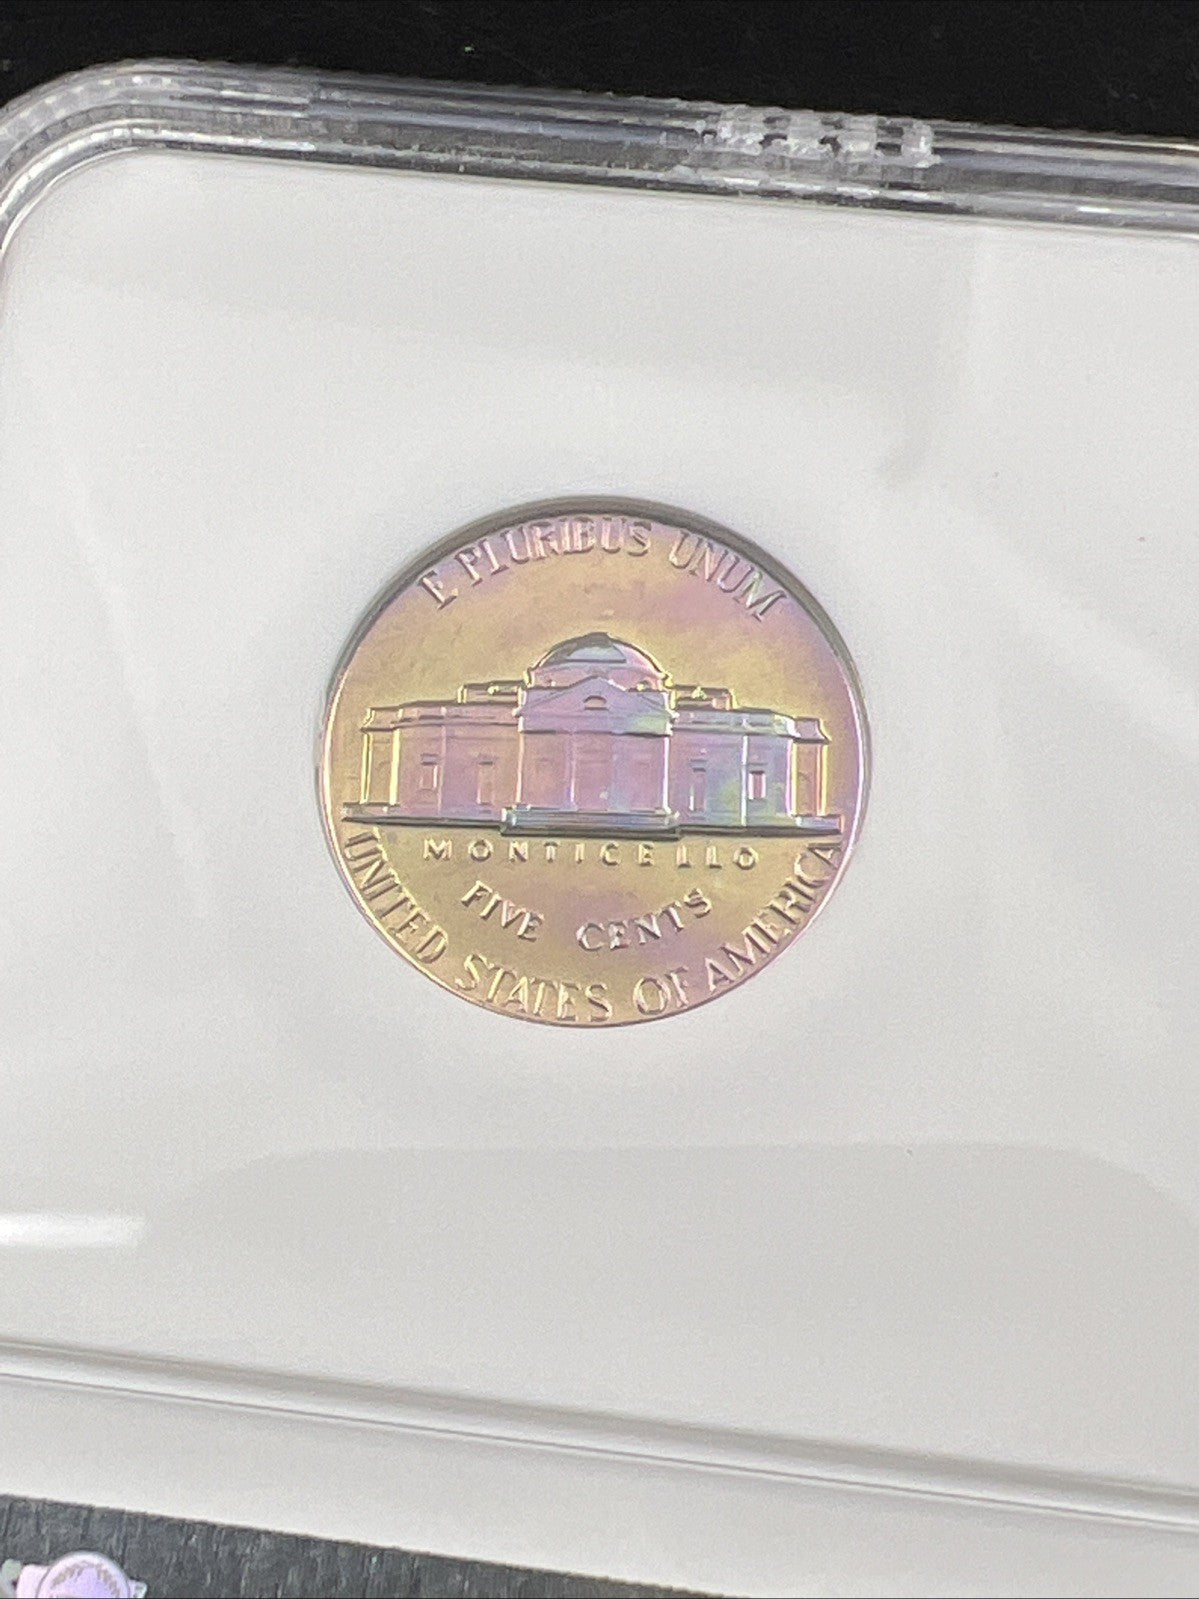 E PLURIBUS UNUM
MONTICELLO
FIVE CENTS
UNITED STATES OF AMERICA